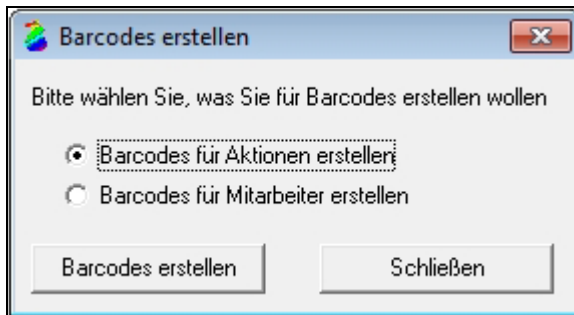 Barcodes erstellen
Bitte wählen Sie, was Sie für Barcodes erstellen wollen
Barcodes für Aktionen erstellen
Barcodes für Mitarbeiter erstellen
Barcodes erstellen Schließen